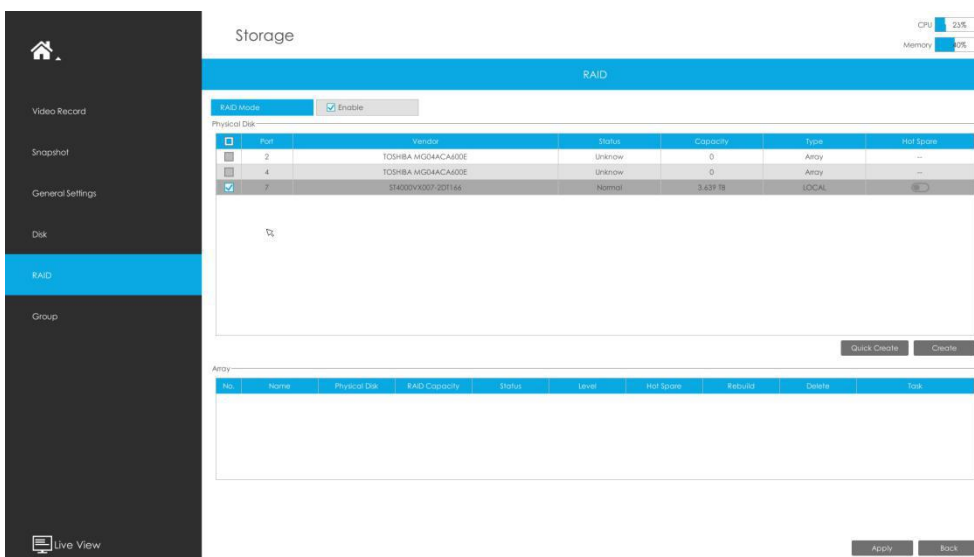 Storage
CPU 25%
Memory 40%
RAID
Video Record
Snapshot
General Settings
Disk
RAID
Group
Live View
RAID Mode Enable
Physical Disk
Port Vendor Status Capacity Type Hot Spare
2 TOSHIBA MG04ACA600E Unknow 0 Array --
4 TOSHIBA MG04ACA600E Unknow 0 Array --
7 ST4000VX007-2DT166 Normal 3.639 TB LOCAL
Quick Create Create
Array
No. Name Physical Disk RAID Capacity Status Level Hot Spare Rebuild Delete Task
Apply Back